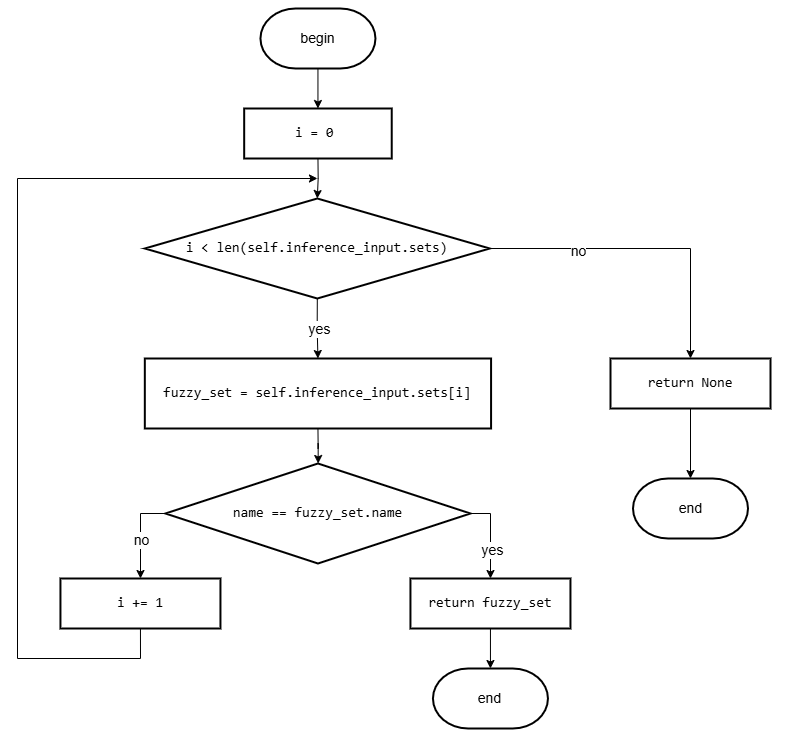 begin
i = 0
i < len(self.inference_input.sets)
no
yes
fuzzy_set = self.inference_input.sets[i]
return None
name == fuzzy_set.name
end
no
yes
i += 1
return fuzzy_set
end